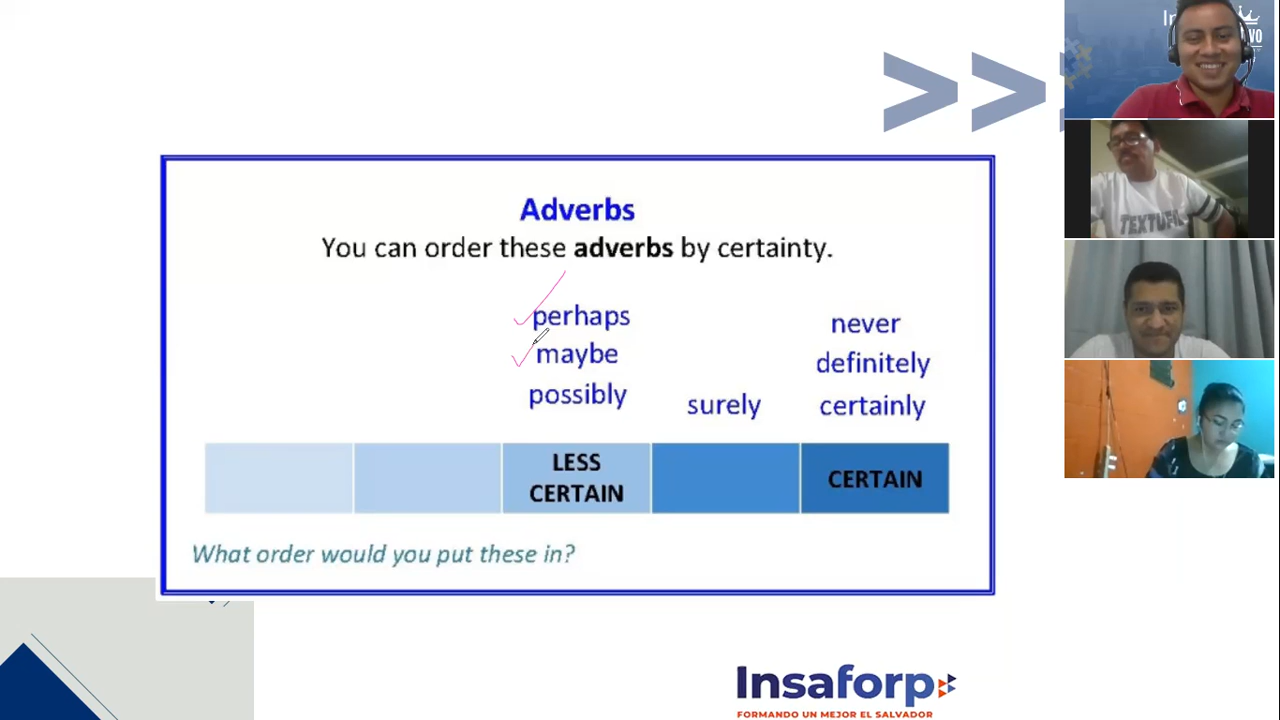 Adverbs
You can order these adverbs by certainty.
perhaps
maybe
possibly
surely
never
definitely
certainly
LESS
CERTAIN
CERTAIN
What order would you put these in?
Insaforp
FORMANDO UN MEJOR EL SALVADOR